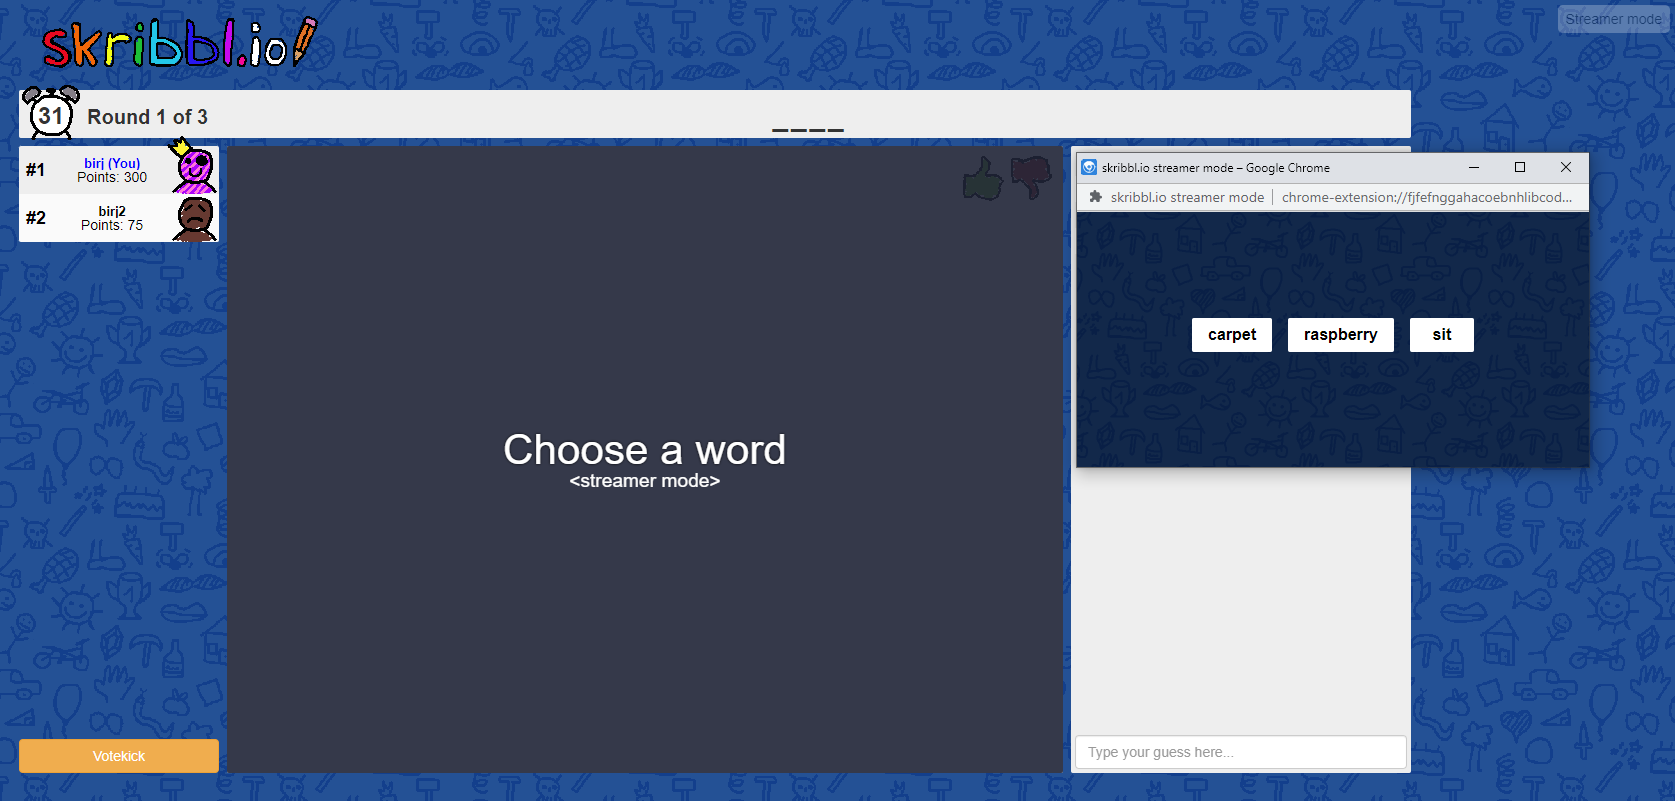 skribbl.io
Streamer mode
31
Round 1 of 3
____
#1
birj (You)
Points: 300
#2
birj2
Points: 75
skribbl.io streamer mode – Google Chrome
skribbl.io streamer mode
chrome-extension://fjfefnggahacoebnhlibcod...
carpet
raspberry
sit
Choose a word
<streamer mode>
Votekick
Type your guess here...